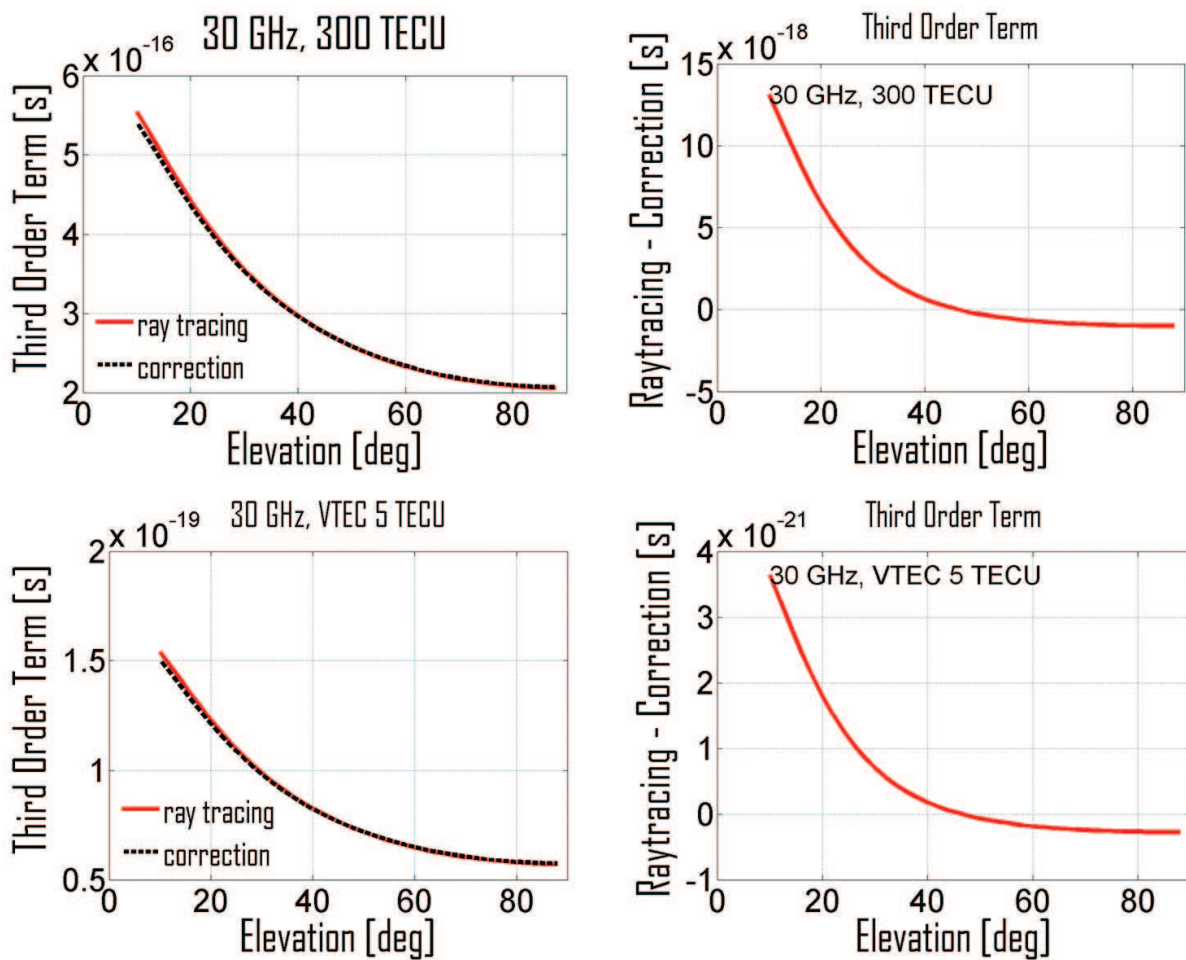 30 GHz, 300 TECU
x 10-16
Third Order Term [s]
6
5
4
3
2
ray tracing
correction
0 20 40 60 80
Elevation [deg]
Third Order Term
x 10-18
Raytracing - Correction [s]
15
30 GHz, 300 TECU
10
5
0
-5
0 20 40 60 80
Elevation [deg]
30 GHz, VTEC 5 TECU
x 10-19
Third Order Term [s]
2
1.5
1
ray tracing
correction
0.5
0 20 40 60 80
Elevation [deg]
Third Order Term
x 10-21
Raytracing - Correction [s]
4
30 GHz, VTEC 5 TECU
3
2
1
0
-1
0 20 40 60 80
Elevation [deg]